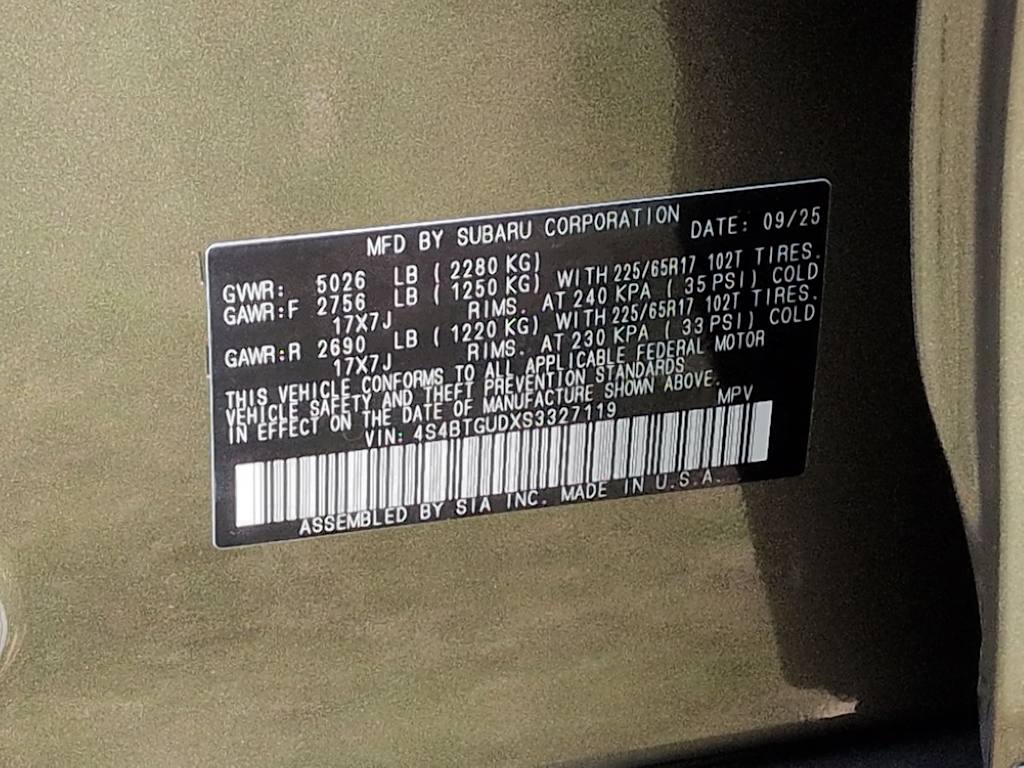 MFD BY SUBARU CORPORATION DATE: 09/25
GVWR: 5026 LB ( 2280 KG)
GAWR:F 2756 LB ( 1250 KG) WITH 225/65R17 102T TIRES.
17X7J RIMS. AT 240 KPA ( 35 PSI) COLD
GAWR:R 2690 LB ( 1220 KG) WITH 225/65R17 102T TIRES.
17X7J RIMS. AT 230 KPA ( 33 PSI) COLD
THIS VEHICLE CONFORMS TO ALL APPLICABLE FEDERAL MOTOR
VEHICLE SAFETY AND THEFT PREVENTION STANDARDS
IN EFFECT ON THE DATE OF MANUFACTURE SHOWN ABOVE.
VIN: 4S4BTGUDXS3327119 MPV
ASSEMBLED BY SIA INC. MADE IN U.S.A.